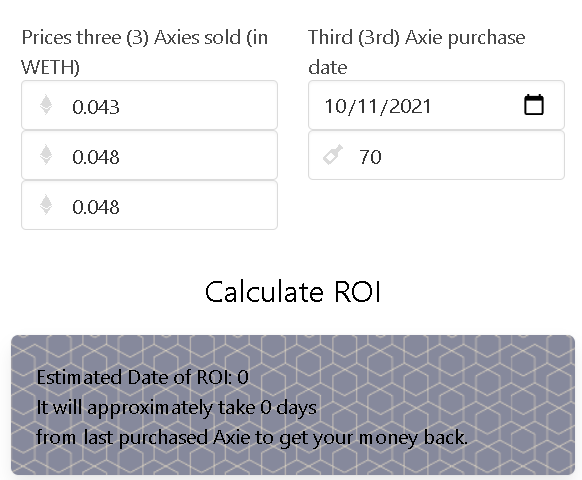 Prices three (3) Axies sold (in
WETH)
0.043
0.048
0.048
Third (3rd) Axie purchase
date
10/11/2021
70
Calculate ROI
Estimated Date of ROI: 0
It will approximately take 0 days
from last purchased Axie to get your money back.